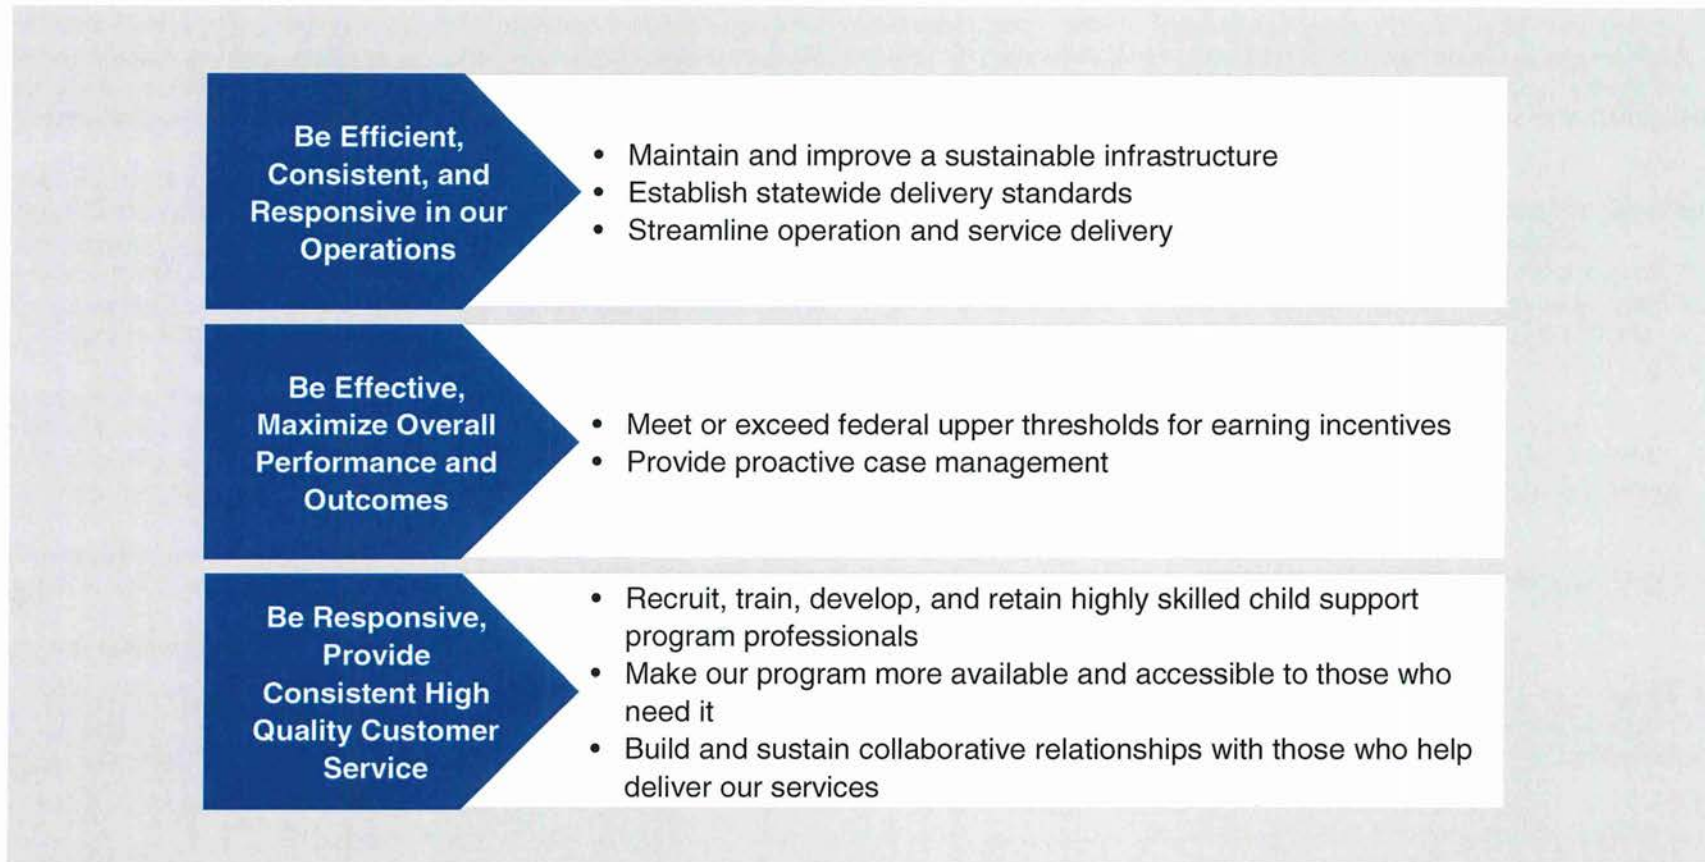 Be Efficient,
Consistent, and
Responsive in our
Operations
• Maintain and improve a sustainable infrastructure
• Establish statewide delivery standards
• Streamline operation and service delivery
Be Effective,
Maximize Overall
Performance and
Outcomes
• Meet or exceed federal upper thresholds for earning incentives
• Provide proactive case management
Be Responsive,
Provide
Consistent High
Quality Customer
Service
• Recruit, train, develop, and retain highly skilled child support
program professionals
• Make our program more available and accessible to those who
need it
• Build and sustain collaborative relationships with those who help
deliver our services